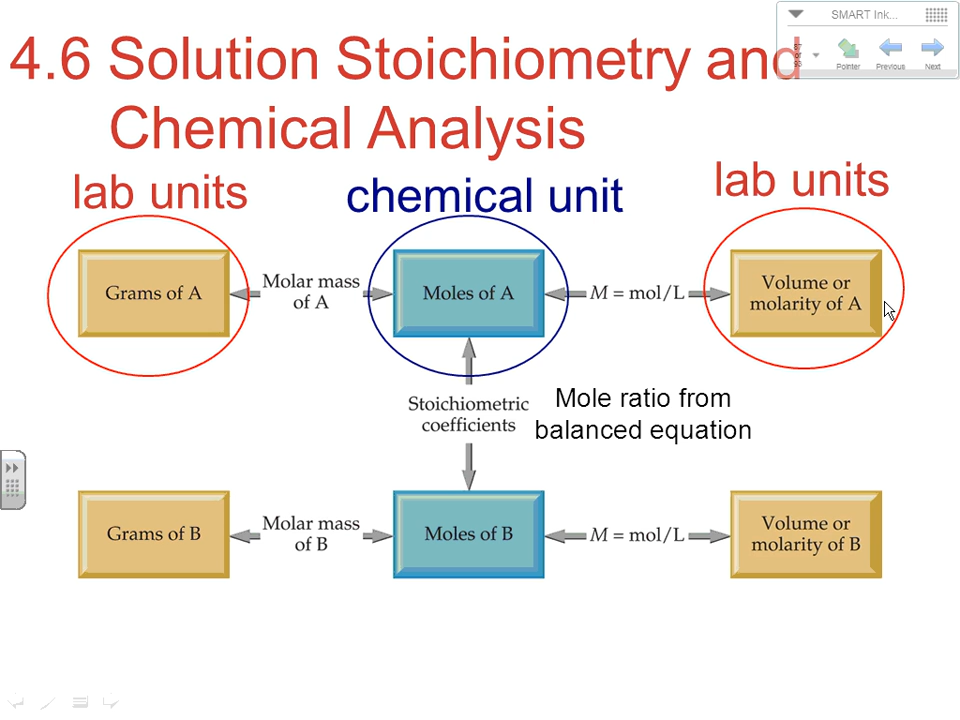 SMART Ink...
4.6 Solution Stoichiometry and
Chemical Analysis
Pointer
Previous
Next
lab units
chemical unit
lab units
Grams of A
Molar mass
of A
Moles of A
M = mol/L
Volume or
molarity of A
Stoichiometric
coefficients
Mole ratio from
balanced equation
Grams of B
Molar mass
of B
Moles of B
M = mol/L
Volume or
molarity of B